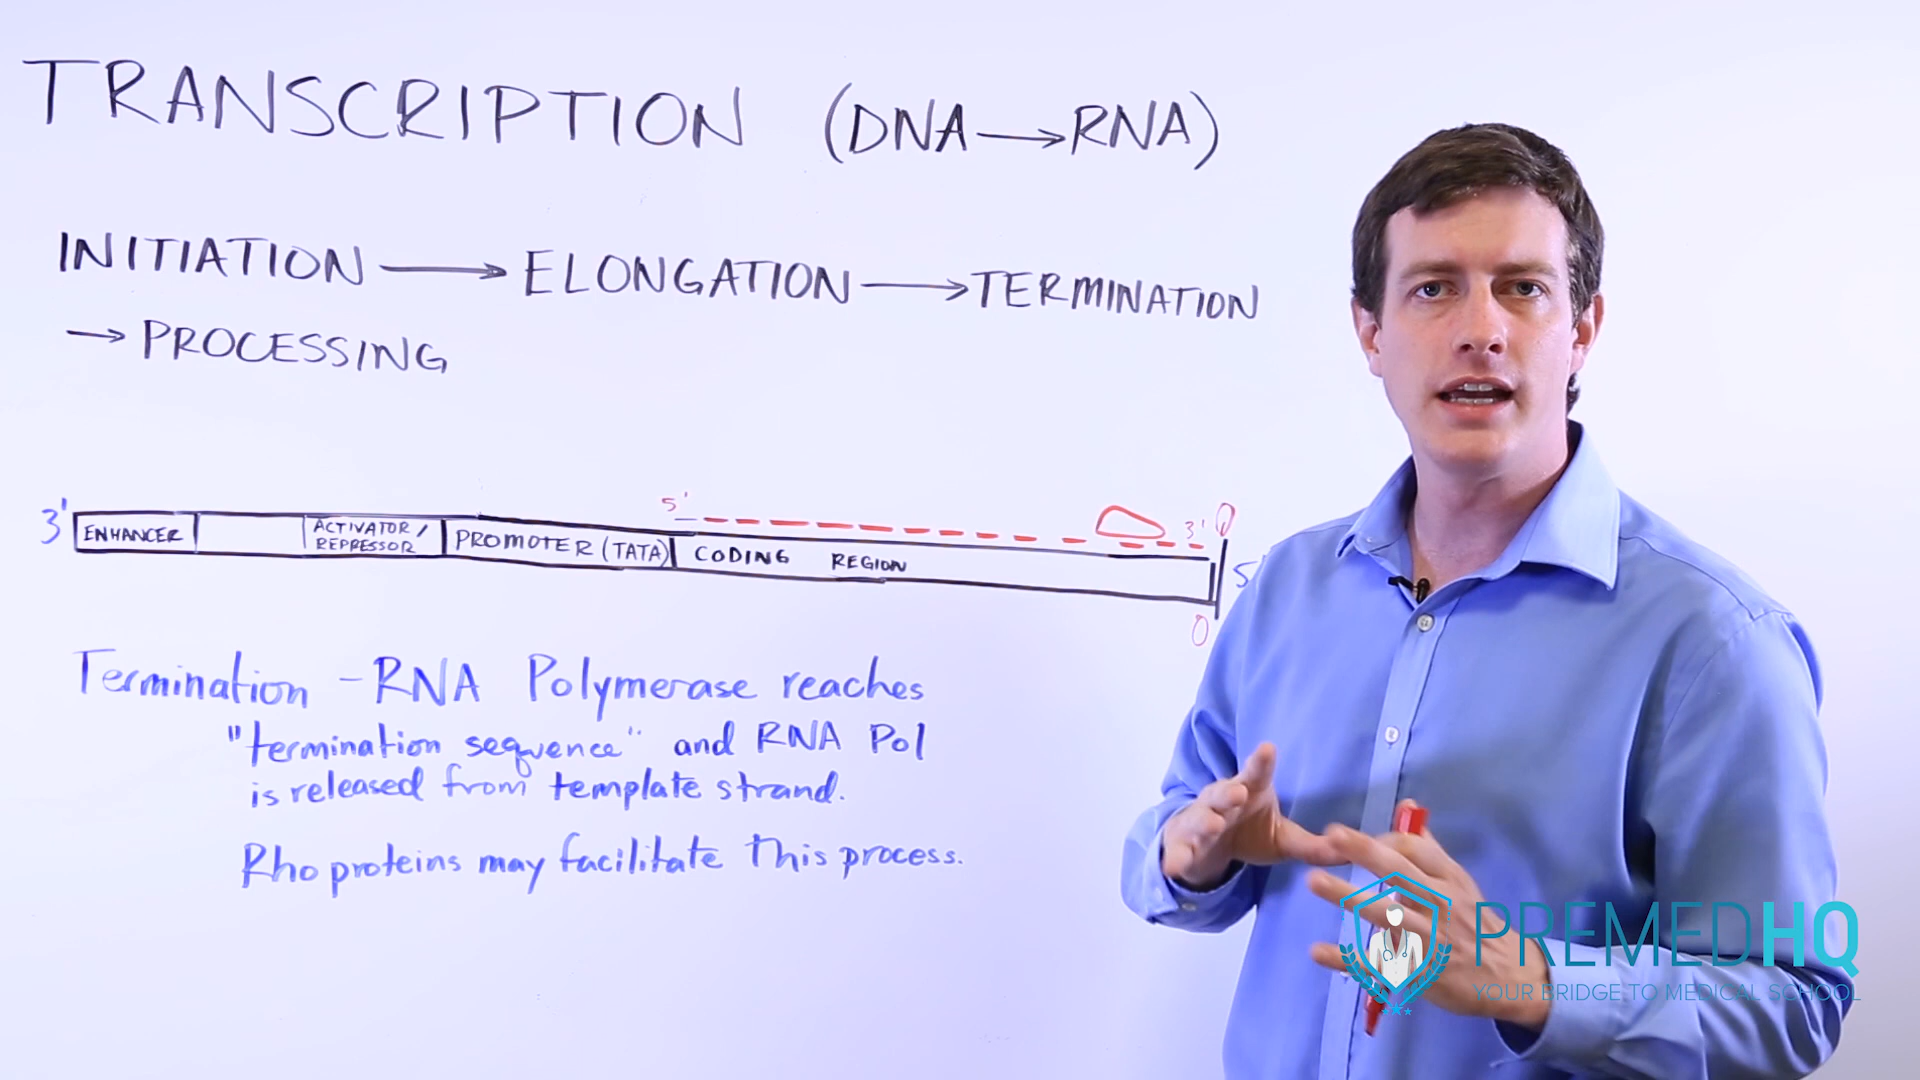 TRANSCRIPTION (DNA→RNA)
INITIATION → ELONGATION → TERMINATION
→ PROCESSING
5'
3'
3' ENHANCER ACTIVATOR/ REPRESSOR PROMOTER (TATA) CODING REGION 5'
Termination - RNA Polymerase reaches
"termination sequence" and RNA Pol
is released from template strand.
Rho proteins may facilitate this process.
PREMEDHQ
YOUR BRIDGE TO MEDICAL SCHOOL